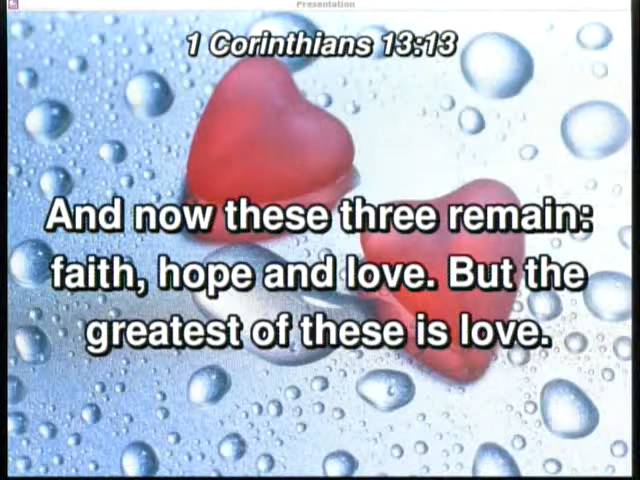 Presentation
1 Corinthians 13:13
And now these three remain:
faith, hope and love. But the
greatest of these is love.